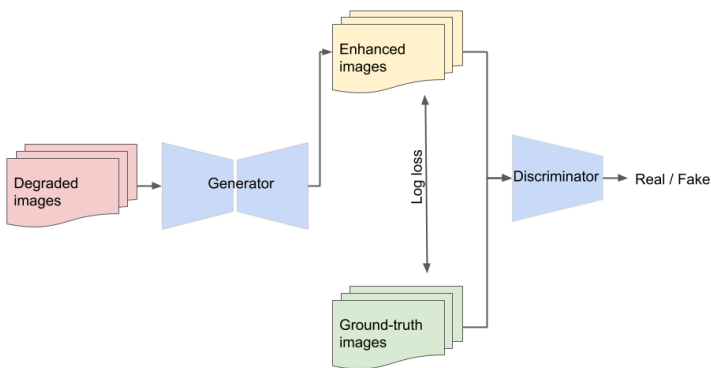 Enhanced
images
Degraded
images
Generator
Log loss
Discriminator
Real / Fake
Ground-truth
images